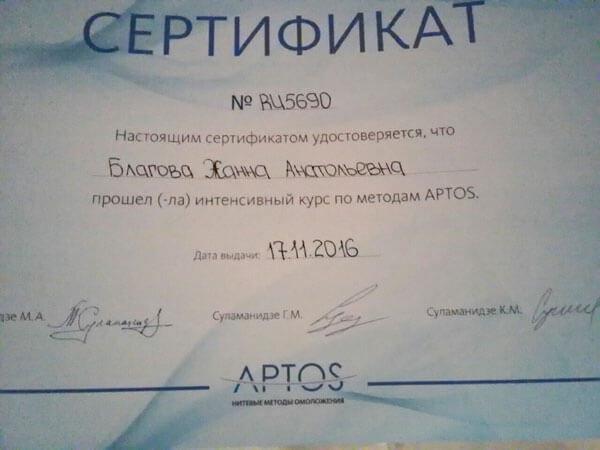 СЕРТИФИКАТ
№ RU5690
Настоящим сертификатом удостоверяется, что
Благова Жанна Анатольевна
прошел (-ла) интенсивный курс по методам APTOS.
Дата выдачи: 17.11.2016
дзе М.А. Суламанидзе Г.М. Суламанидзе К.М.
APTOS
НИТЕВЫЕ МЕТОДЫ ОМОЛОЖЕНИЯ